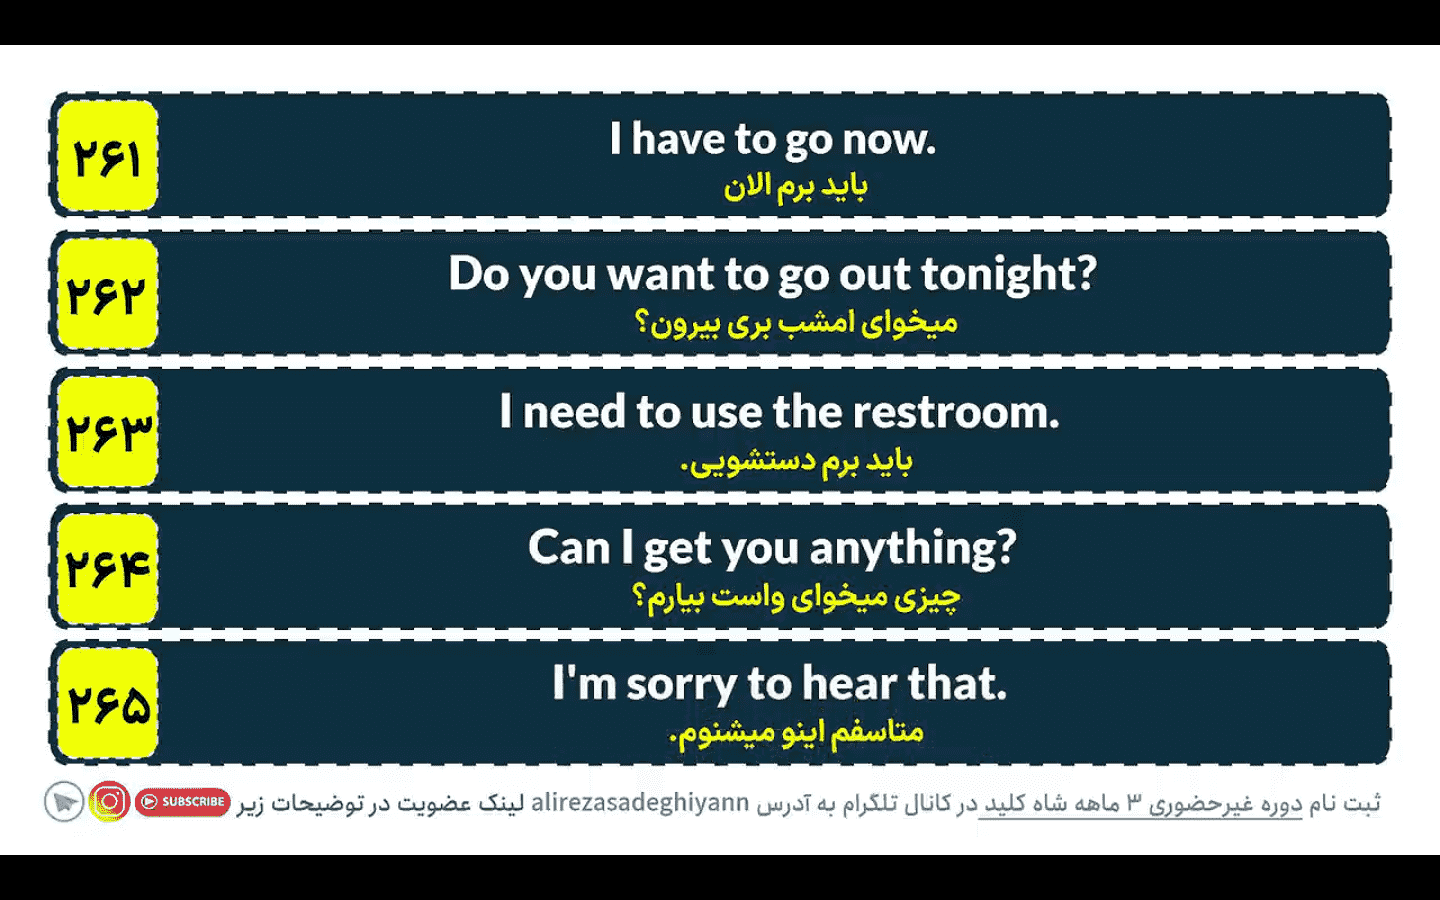 ۲۶۱
I have to go now.
باید برم الان
۲۶۲
Do you want to go out tonight?
میخوای امشب بری بیرون؟
۲۶۳
I need to use the restroom.
باید برم دستشویی.
۲۶۴
Can I get you anything?
چیزی میخوای واست بیارم؟
۲۶۵
I'm sorry to hear that.
متاسفم اینو میشنوم.
ثبت نام دوره غیرحضوری ۳ ماهه شاه کلید در کانال تلگرام به آدرس alirezasadeghiyann لینک عضویت در توضیحات زیر SUBSCRIBE